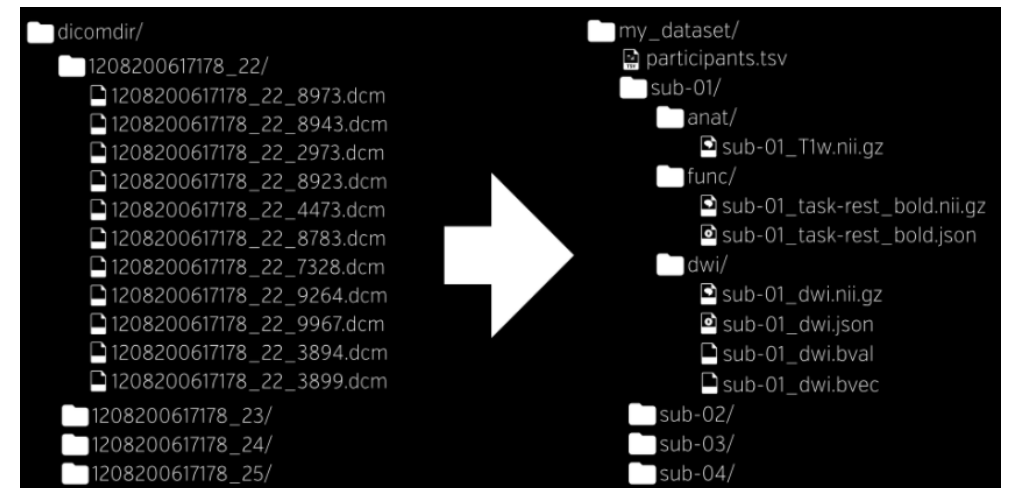 dicomdir/
1208200617178_22/
1208200617178_22_8973.dcm
1208200617178_22_8943.dcm
1208200617178_22_2973.dcm
1208200617178_22_8923.dcm
1208200617178_22_4473.dcm
1208200617178_22_8783.dcm
1208200617178_22_7328.dcm
1208200617178_22_9264.dcm
1208200617178_22_9967.dcm
1208200617178_22_3894.dcm
1208200617178_22_3899.dcm
1208200617178_23/
1208200617178_24/
1208200617178_25/
my_dataset/
participants.tsv
sub-01/
anat/
sub-01_T1w.nii.gz
func/
sub-01_task-rest_bold.nii.gz
sub-01_task-rest_bold.json
dwi/
sub-01_dwi.nii.gz
sub-01_dwi.json
sub-01_dwi.bval
sub-01_dwi.bvec
sub-02/
sub-03/
sub-04/